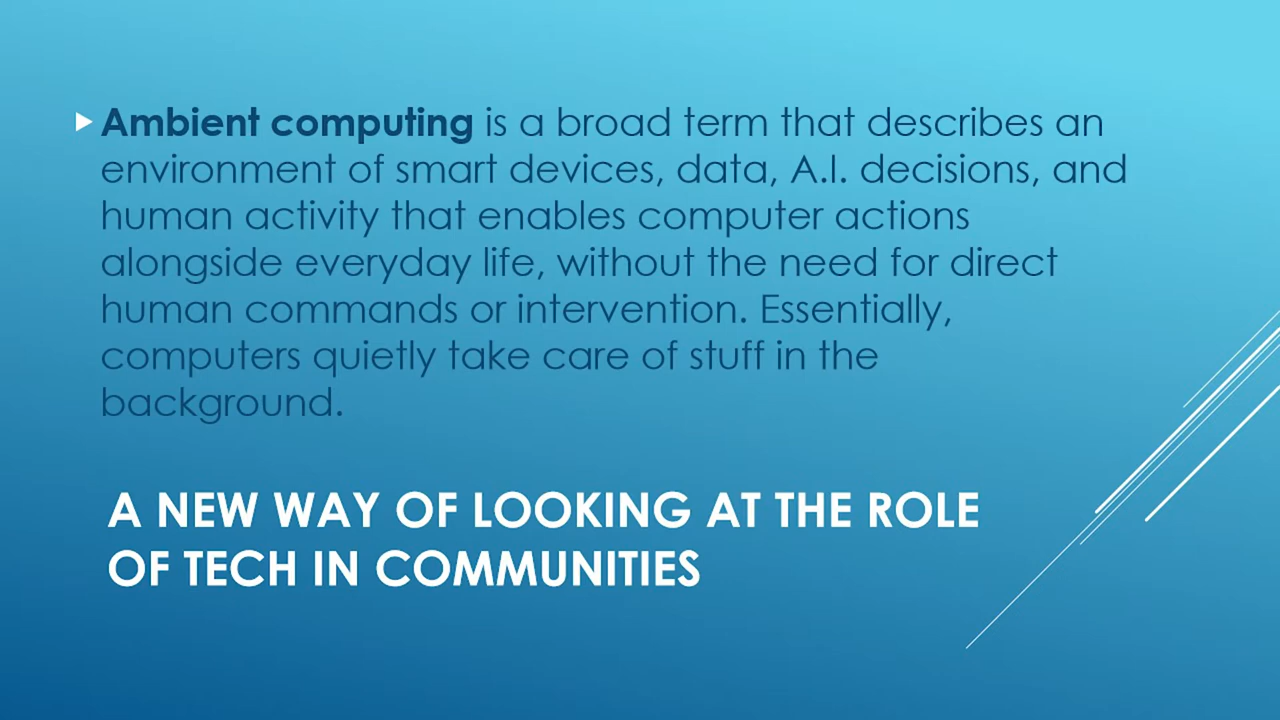 Ambient computing is a broad term that describes an
environment of smart devices, data, A.I. decisions, and
human activity that enables computer actions
alongside everyday life, without the need for direct
human commands or intervention. Essentially,
computers quietly take care of stuff in the
background.
A NEW WAY OF LOOKING AT THE ROLE
OF TECH IN COMMUNITIES